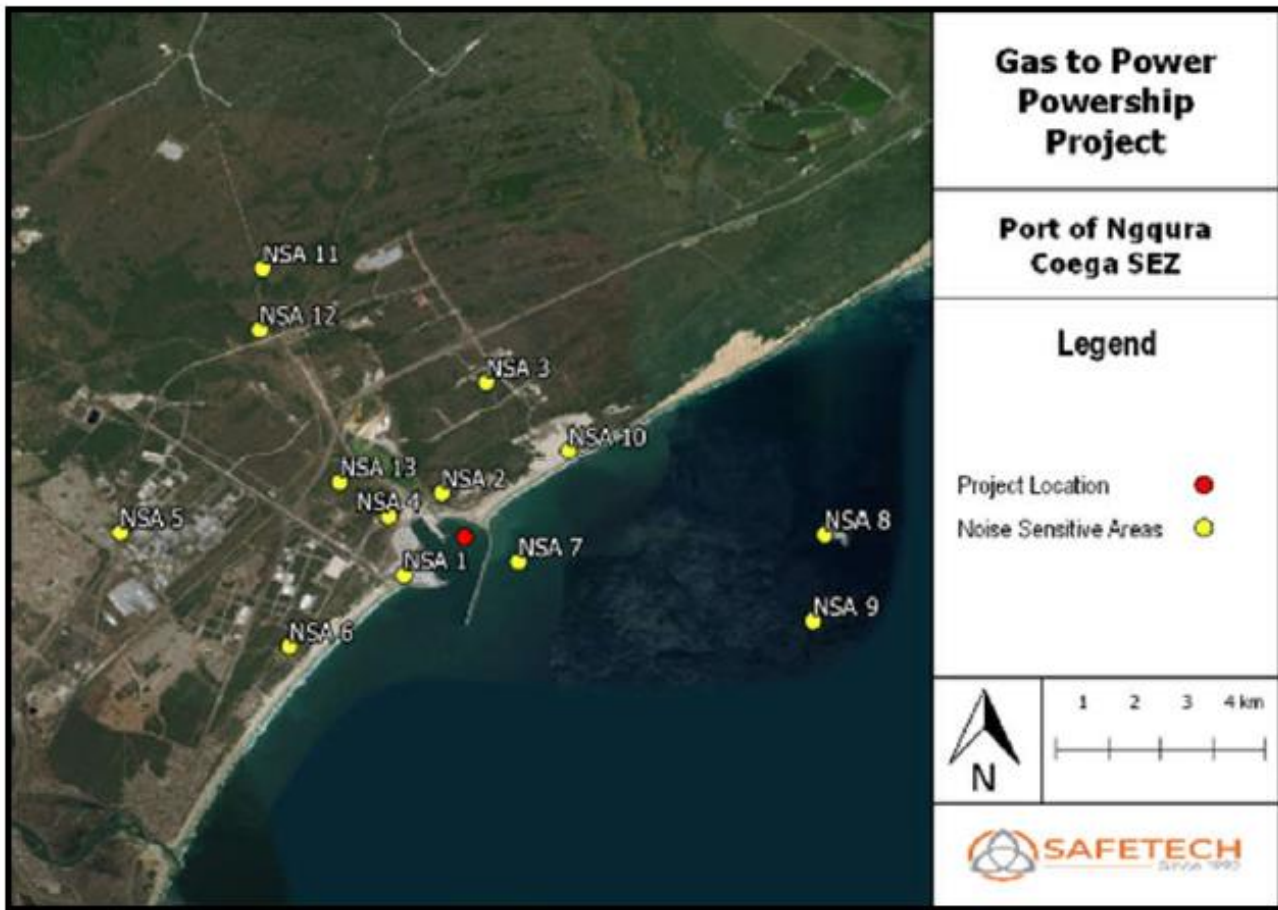 Gas to Power
Powership
Project
Port of Ngqura
Coega SEZ
Legend
Project Location
Noise Sensitive Areas
1 2 3 4 km
N
SAFETECH
Since 1990
NSA 11
NSA 12
NSA 3
NSA 10
NSA 13
NSA 2
NSA 4
NSA 5
NSA 8
NSA 7
NSA 1
NSA 9
NSA 6